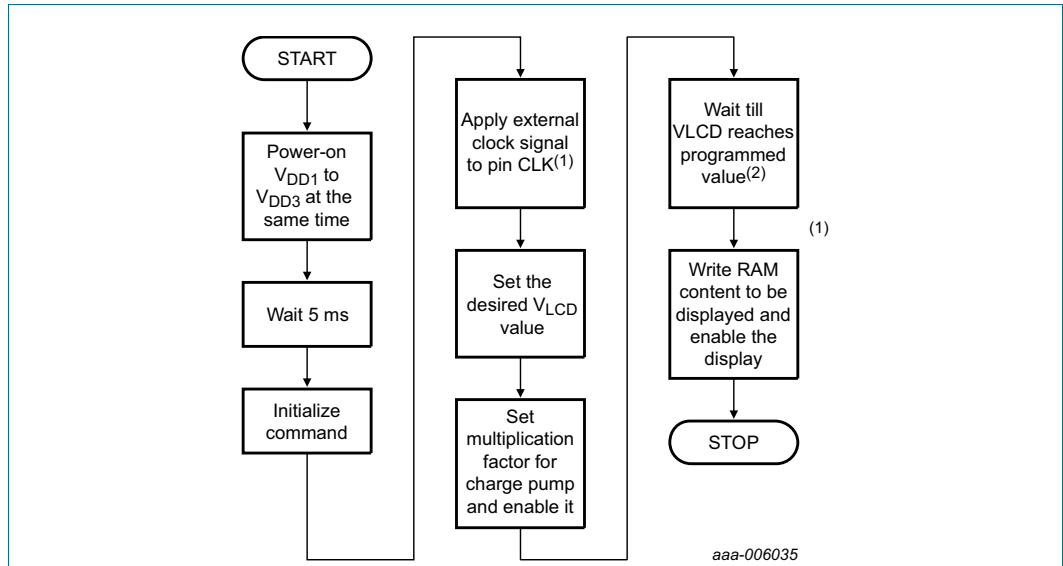 START
Power-on
VDD1 to
VDD3 at the
same time
Wait 5 ms
Initialize
command
Apply external
clock signal
to pin CLK(1)
Set the
desired VLCD
value
Set
multiplication
factor for
charge pump
and enable it
Wait till
VLCD reaches
programmed
value(2)
(1)
Write RAM
content to be
displayed and
enable the
display
STOP
aaa-006035